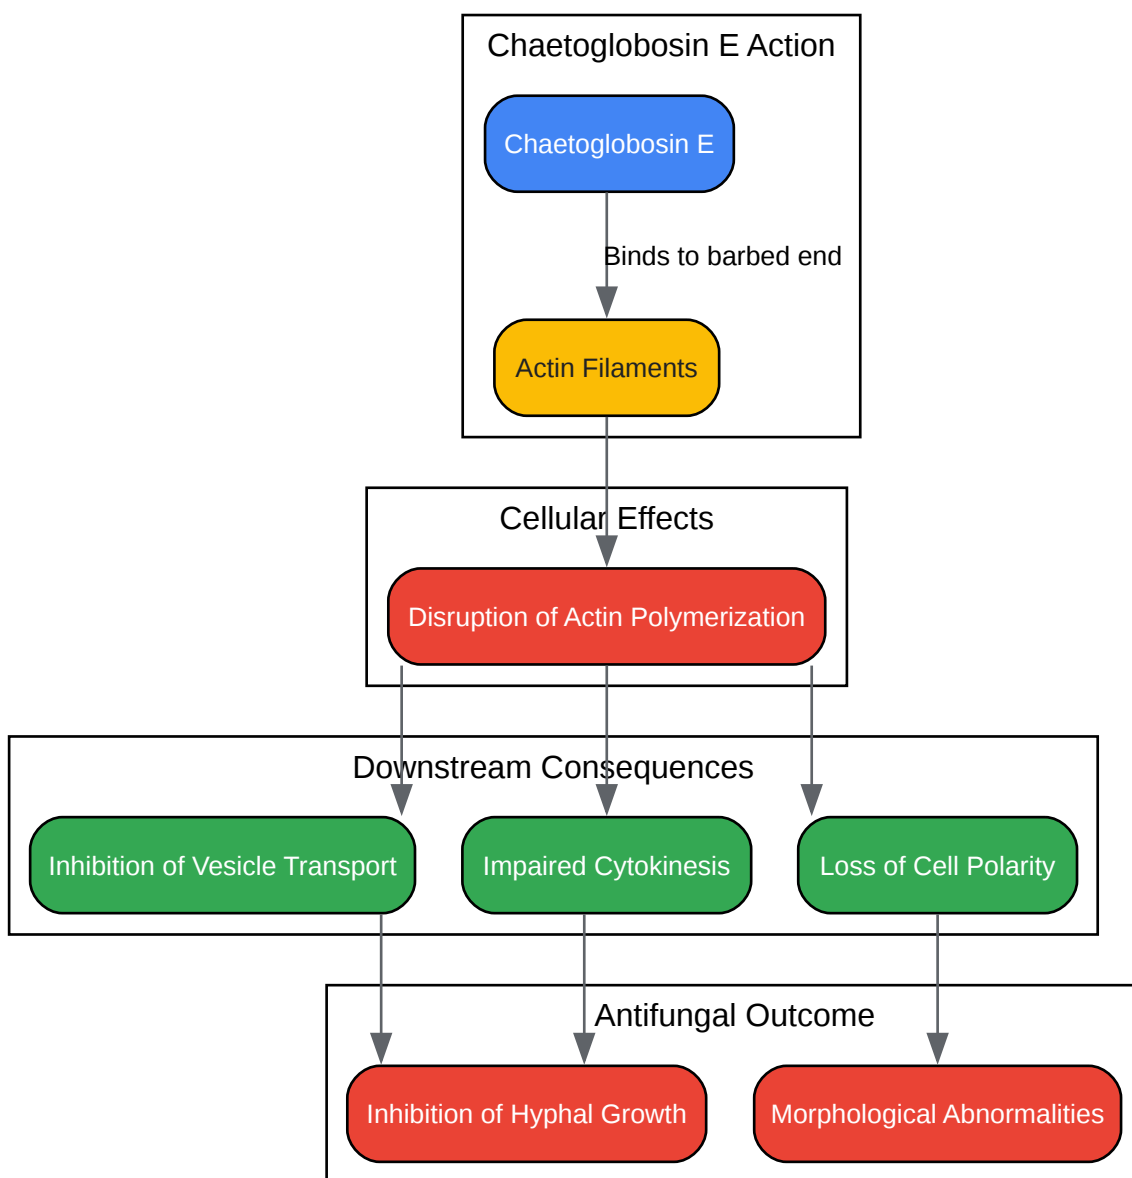 Chaetoglobosin E Action
Chaetoglobosin E
Binds to barbed end
Actin Filaments
Cellular Effects
Disruption of Actin Polymerization
Downstream Consequences
Inhibition of Vesicle Transport
Impaired Cytokinesis
Loss of Cell Polarity
Antifungal Outcome
Inhibition of Hyphal Growth
Morphological Abnormalities